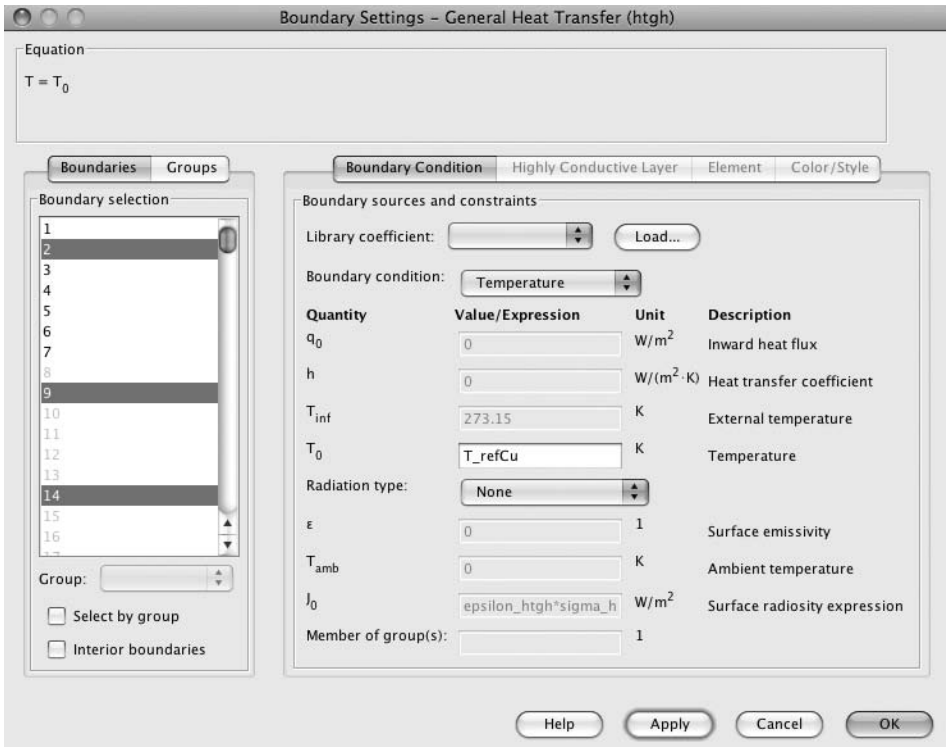 Boundary Settings – General Heat Transfer (htgh)
Equation
T = T₀
Boundaries Groups
Boundary selection
1
2
3
4
5
6
7
8
9
10
11
12
13
14
15
16
17
Group:
Select by group
Interior boundaries
Boundary Condition Highly Conductive Layer Element Color/Style
Boundary sources and constraints
Library coefficient: Load...
Boundary condition: Temperature
Quantity Value/Expression Unit Description
q₀ 0 W/m² Inward heat flux
h 0 W/(m²·K) Heat transfer coefficient
T_inf 273.15 K External temperature
T₀ T_refCu K Temperature
Radiation type: None
ε 0 1 Surface emissivity
T_amb 0 K Ambient temperature
J₀ epsilon_htgh*sigma_h W/m² Surface radiosity expression
Member of group(s): 1
Help Apply Cancel OK